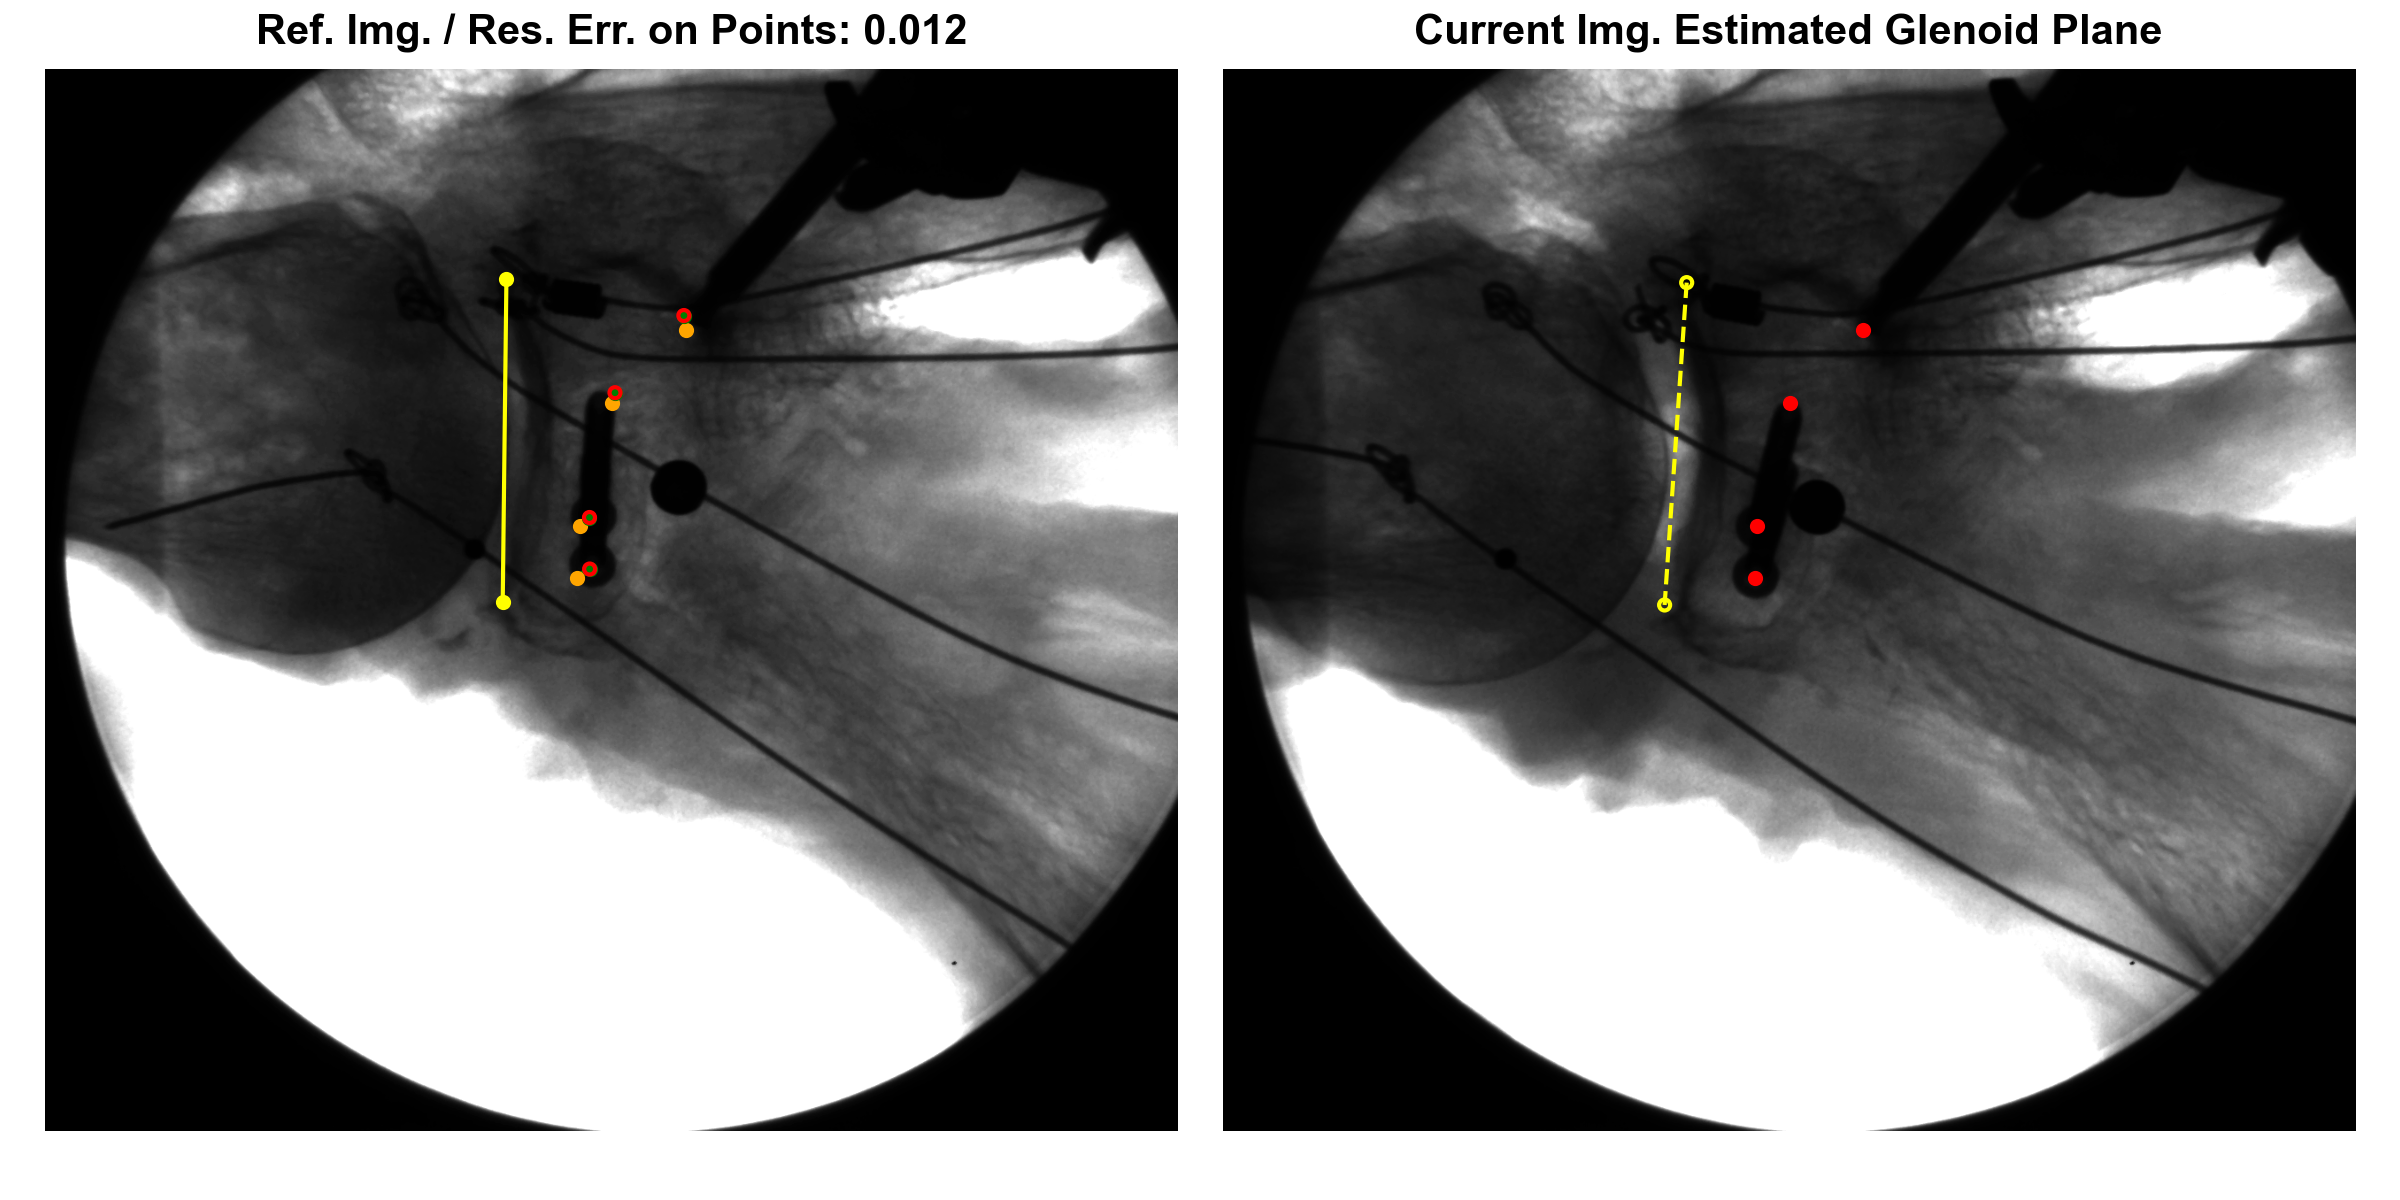 Ref. Img. / Res. Err. on Points: 0.012
Current Img. Estimated Glenoid Plane